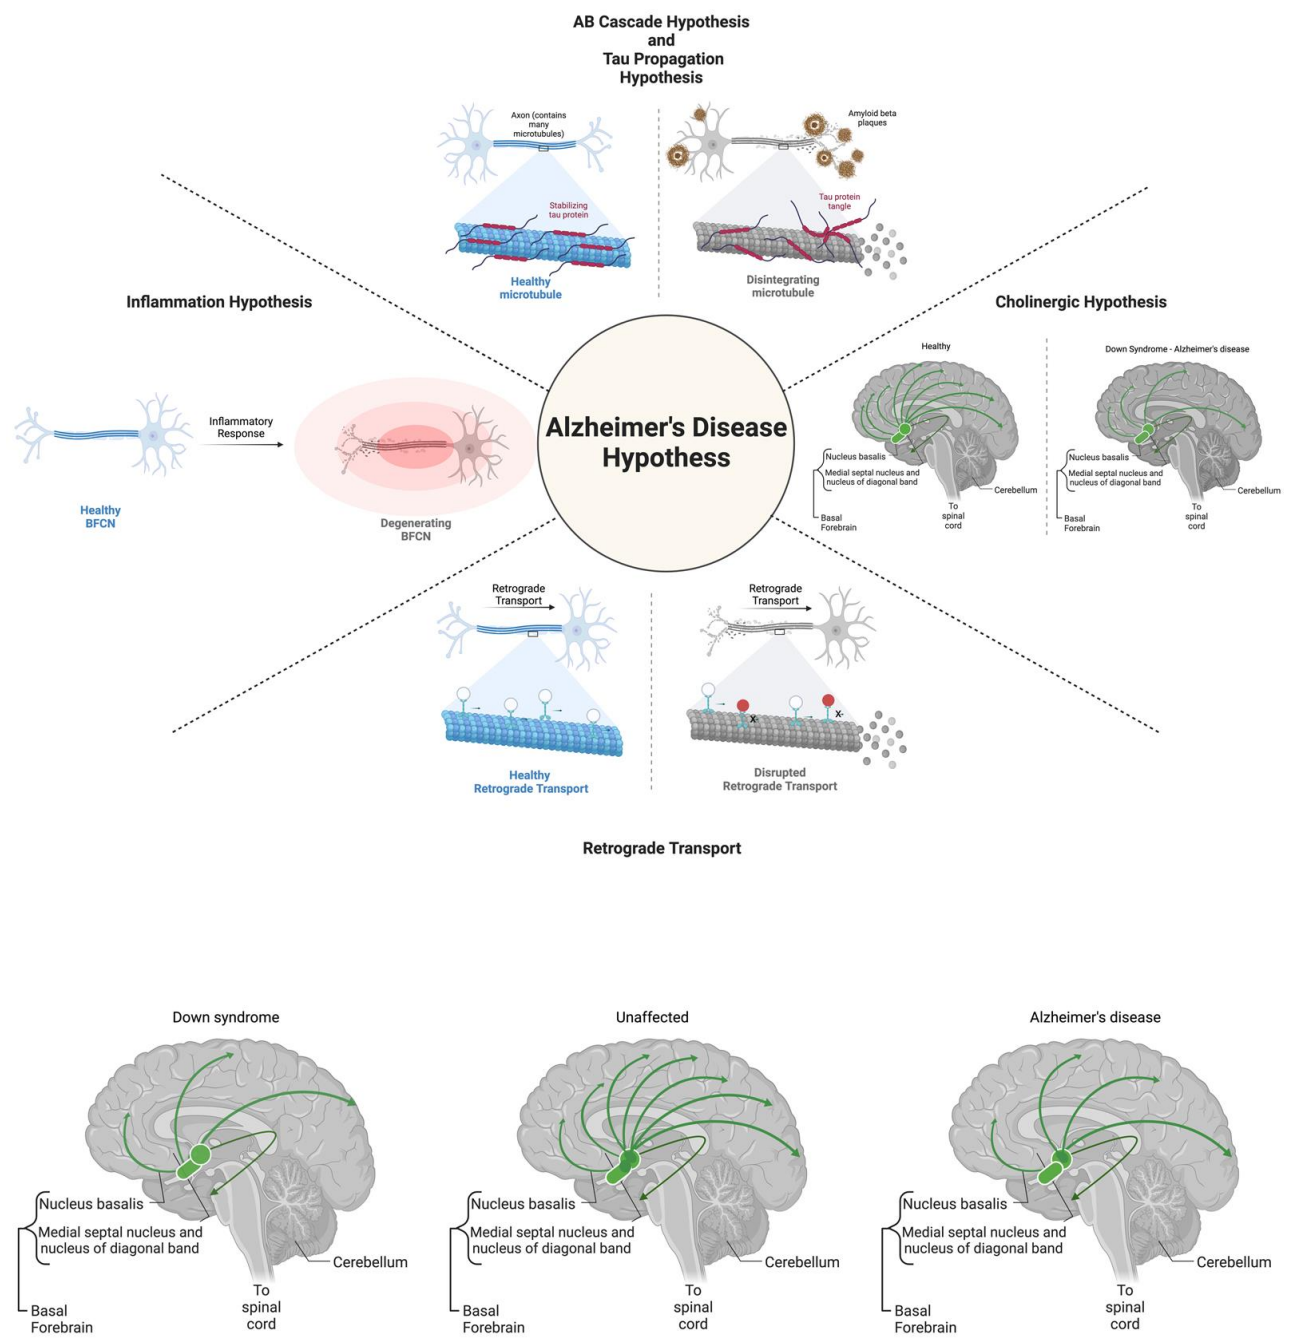 AB Cascade Hypothesis
and
Tau Propagation
Hypothesis
Axon (contains
many
microtubules)
Stabilizing
tau protein
Healthy
microtubule
Amyloid beta
plaques
Tau protein
tangle
Disintegrating
microtubule
Inflammation Hypothesis
Inflammatory
Response
Healthy
BFCN
Degenerating
BFCN
Alzheimer's Disease
Hypothess
Cholinergic Hypothesis
Healthy
Nucleus basalis
Medial septal nucleus and
nucleus of diagonal band
Basal
Forebrain
Cerebellum
To
spinal
cord
Down Syndrome - Alzheimer's disease
Nucleus basalis
Medial septal nucleus and
nucleus of diagonal band
Basal
Forebrain
Cerebellum
To
spinal
cord
Retrograde
Transport
Healthy
Retrograde Transport
Retrograde
Transport
X-
X-
Disrupted
Retrograde Transport
Retrograde Transport
Down syndrome
Nucleus basalis
Medial septal nucleus and
nucleus of diagonal band
Cerebellum
Basal
Forebrain
To
spinal
cord
Unaffected
Nucleus basalis
Medial septal nucleus and
nucleus of diagonal band
Cerebellum
Basal
Forebrain
To
spinal
cord
Alzheimer's disease
Nucleus basalis
Medial septal nucleus and
nucleus of diagonal band
Cerebellum
Basal
Forebrain
To
spinal
cord